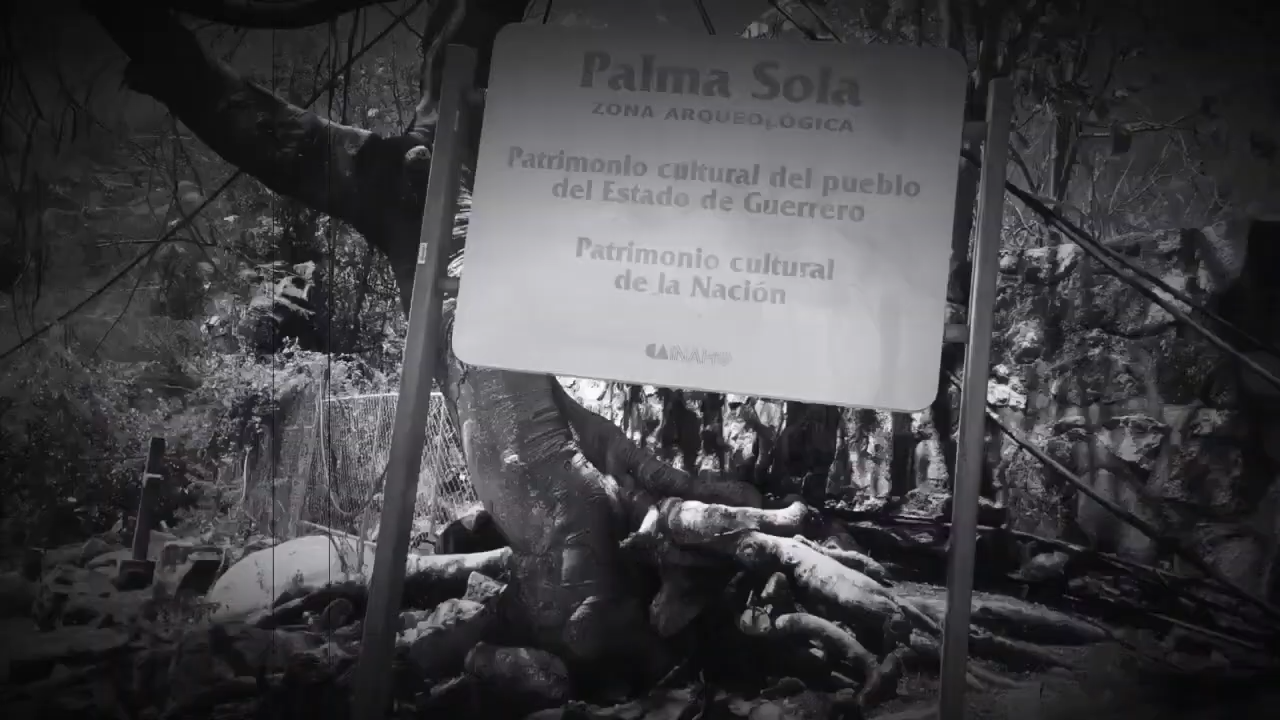 Palma Sola
ZONA ARQUEOLÓGICA
Patrimonio cultural del pueblo
del Estado de Guerrero
Patrimonio cultural
de la Nación
INAH